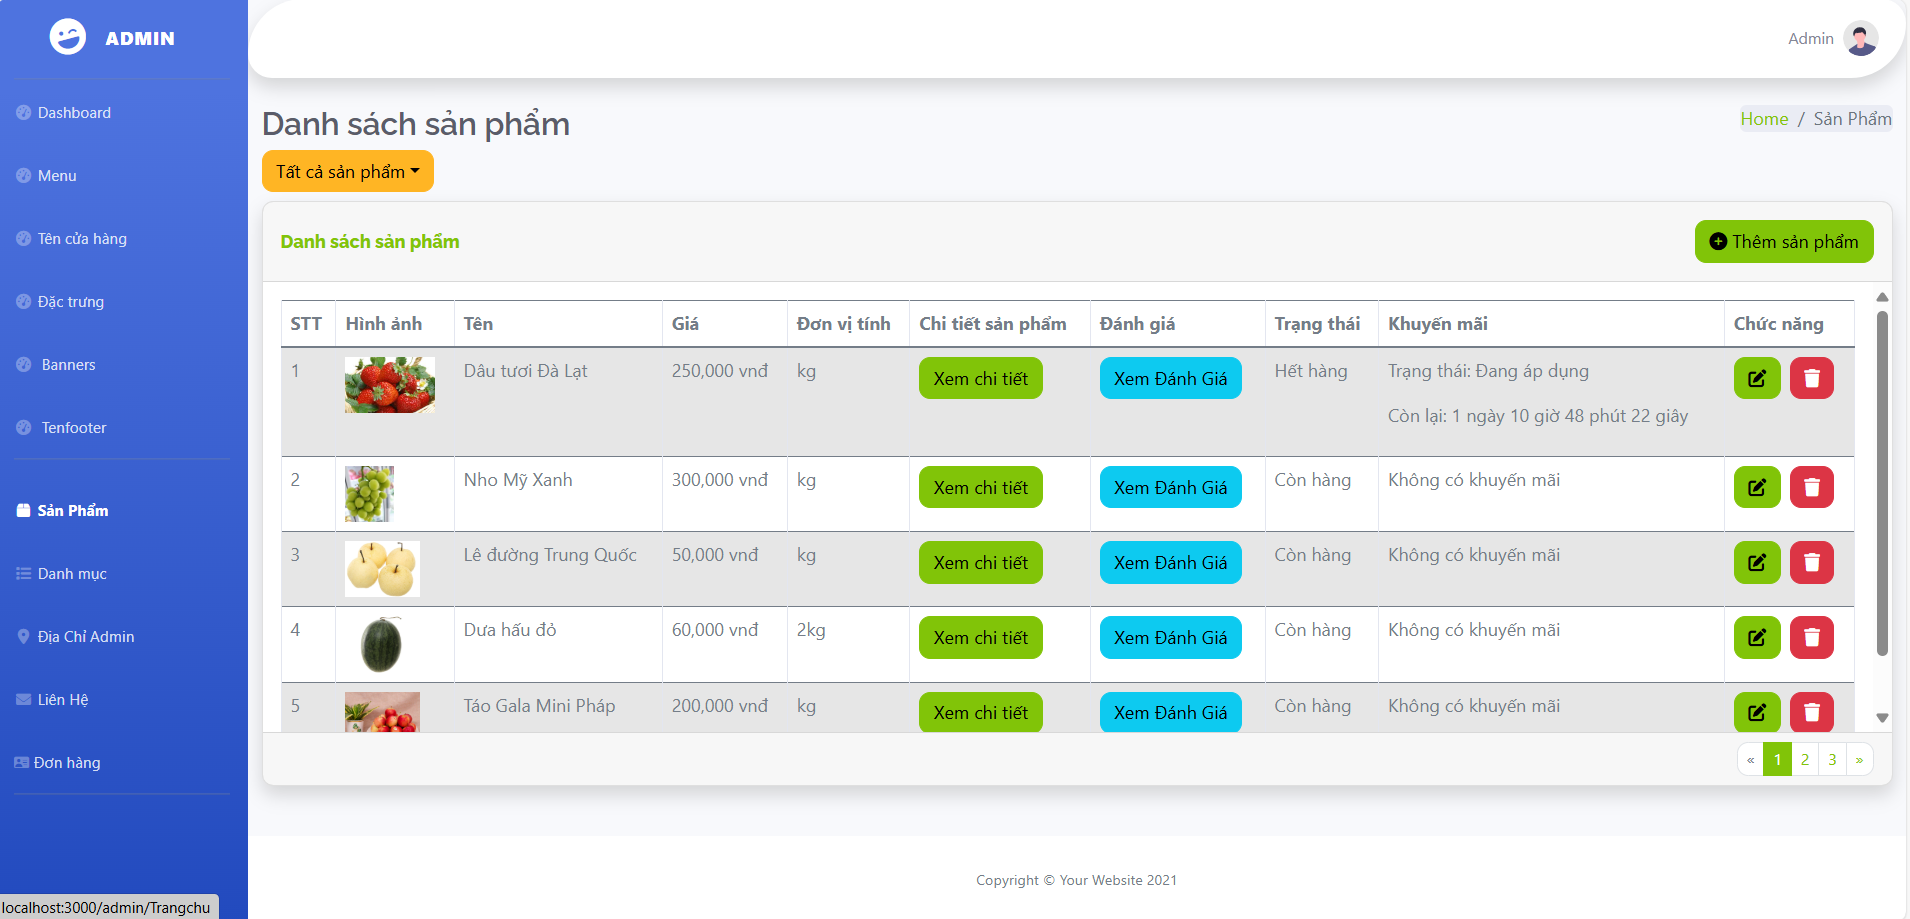 ADMIN
Admin
Dashboard
Menu
Tên cửa hàng
Đặc trưng
Banners
Tenfooter
Sản Phẩm
Danh mục
Địa Chỉ Admin
Liên Hệ
Đơn hàng
localhost:3000/admin/Trangchu
Danh sách sản phẩm
Home / Sản Phẩm
Tất cả sản phẩm
Danh sách sản phẩm
Thêm sản phẩm
STT Hình ảnh Tên Giá Đơn vị tính Chi tiết sản phẩm Đánh giá Trạng thái Khuyến mãi Chức năng
1 Dâu tươi Đà Lạt 250,000 vnđ kg Xem chi tiết Xem Đánh Giá Hết hàng Trạng thái: Đang áp dụng
Còn lại: 1 ngày 10 giờ 48 phút 22 giây
2 Nho Mỹ Xanh 300,000 vnđ kg Xem chi tiết Xem Đánh Giá Còn hàng Không có khuyến mãi
3 Lê đường Trung Quốc 50,000 vnđ kg Xem chi tiết Xem Đánh Giá Còn hàng Không có khuyến mãi
4 Dưa hấu đỏ 60,000 vnđ 2kg Xem chi tiết Xem Đánh Giá Còn hàng Không có khuyến mãi
5 Táo Gala Mini Pháp 200,000 vnđ kg Xem chi tiết Xem Đánh Giá Còn hàng Không có khuyến mãi
« 1 2 3 »
Copyright © Your Website 2021